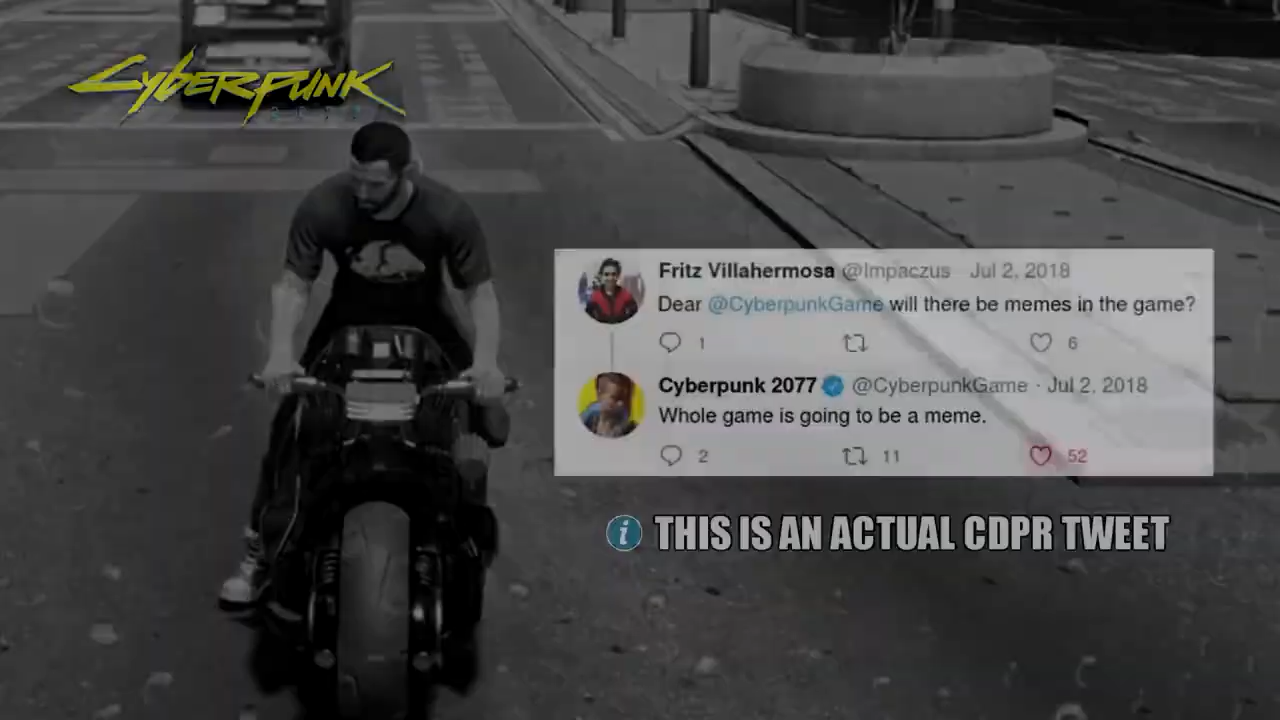 Cyberpunk
2077
Fritz Villahermosa @Impaczus Jul 2, 2018
Dear @CyberpunkGame will there be memes in the game?
1 6
Cyberpunk 2077 @CyberpunkGame · Jul 2, 2018
Whole game is going to be a meme.
2 11 52
i THIS IS AN ACTUAL CDPR TWEET